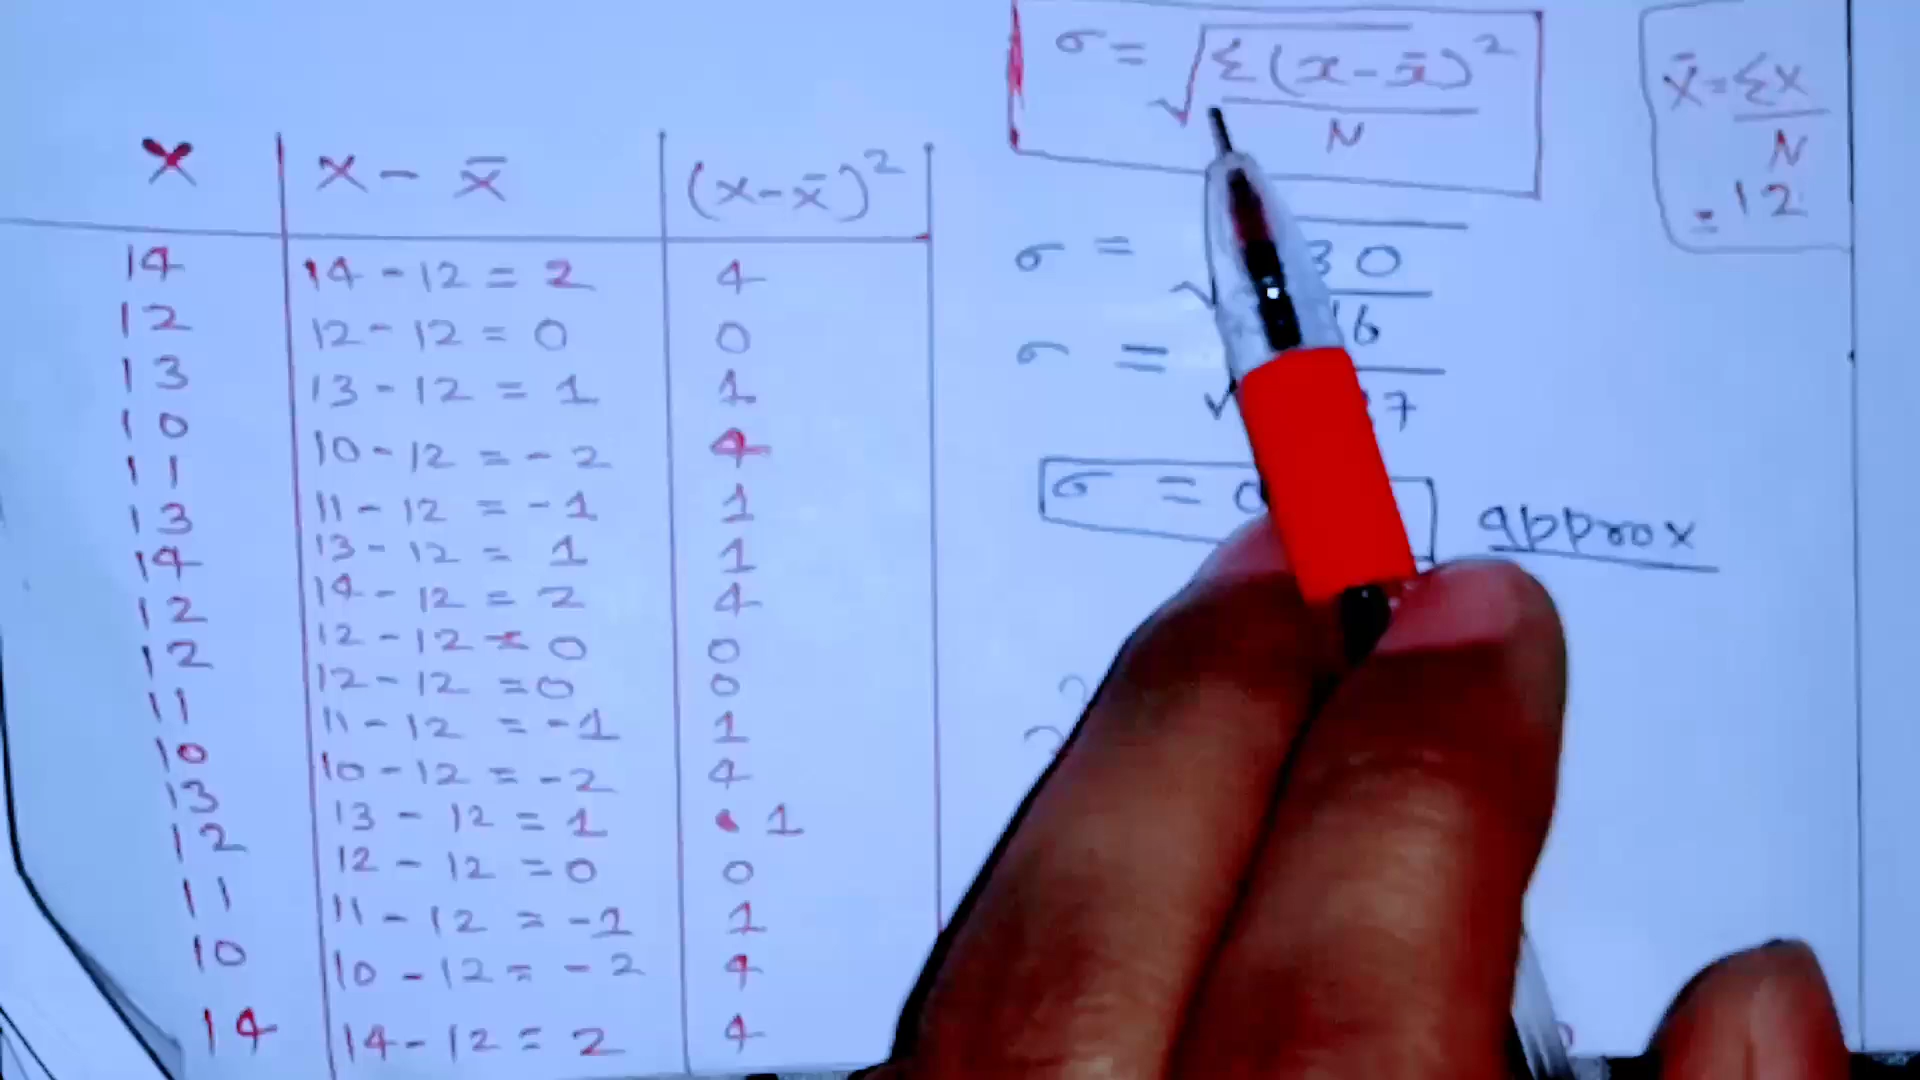 σ = √Σ(x-x̄)²/N
x̄ = Σx/N
= 12
x | x - x̄ | (x-x̄)²
14 | 14 - 12 = 2 | 4
12 | 12 - 12 = 0 | 0
13 | 13 - 12 = 1 | 1
10 | 10 - 12 = - 2 | 4
11 | 11 - 12 = - 1 | 1
13 | 13 - 12 = 1 | 1
14 | 14 - 12 = 2 | 4
12 | 12 - 12 = 0 | 0
12 | 12 - 12 = 0 | 0
11 | 11 - 12 = - 1 | 1
10 | 10 - 12 = - 2 | 4
13 | 13 - 12 = 1 | 1
12 | 12 - 12 = 0 | 0
11 | 11 - 12 = - 1 | 1
10 | 10 - 12 = - 2 | 4
14 | 14 - 12 = 2 | 4
σ = √30/16
σ = √
σ =
approx